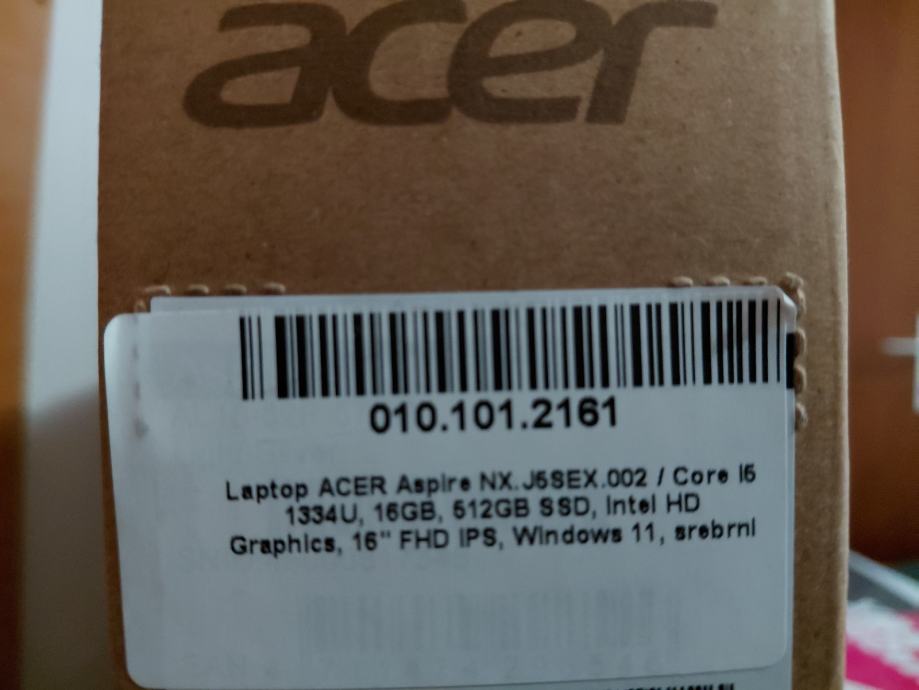 acer
010.101.2161
Laptop ACER Aspire NX.J5SEX.002 / Core I5
1334U, 16GB, 512GB SSD, Intel HD
Graphics, 16" FHD IPS, Windows 11, srebrni